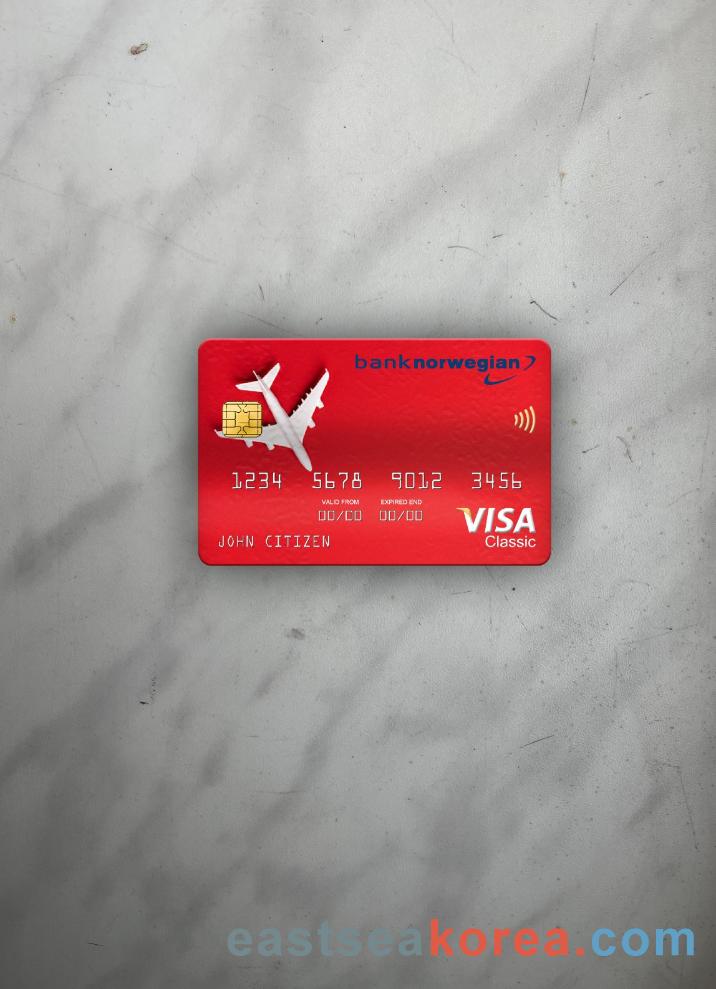 banknorwegian
1234 5678 9012 3456
VALID FROM EXPIRED END
00/00 00/00
VISA
Classic
JOHN CITIZEN
eastseakorea.com